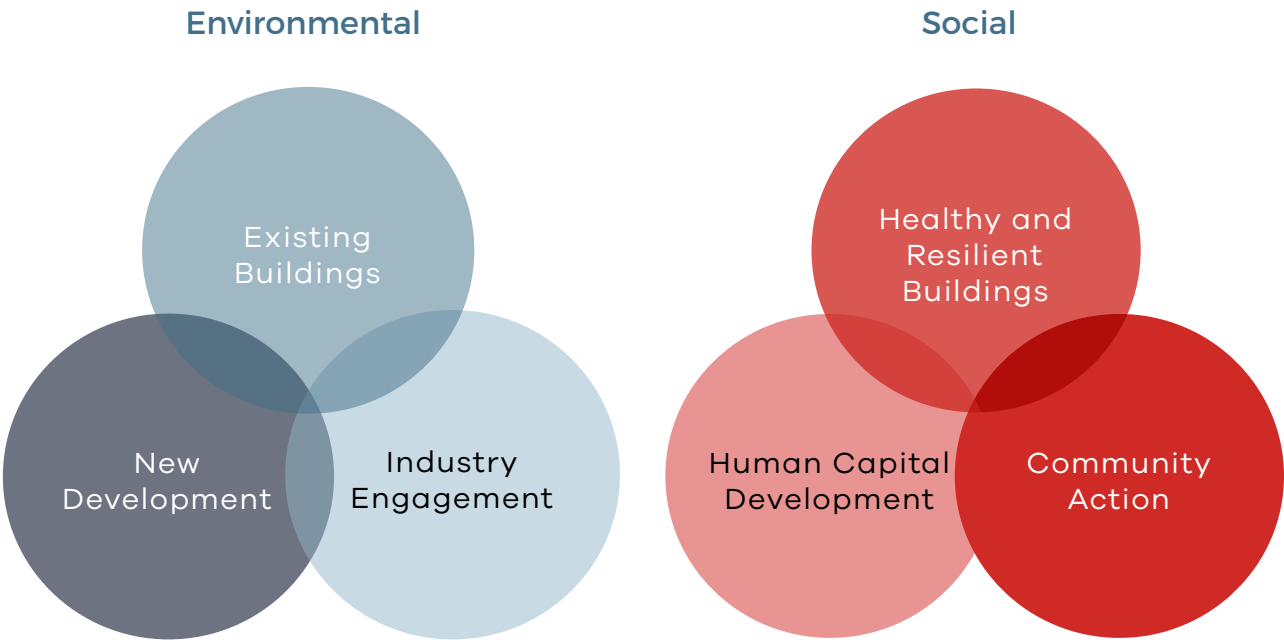 Environmental
Existing
Buildings
New
Development
Industry
Engagement
Social
Healthy and
Resilient
Buildings
Human Capital
Development
Community
Action